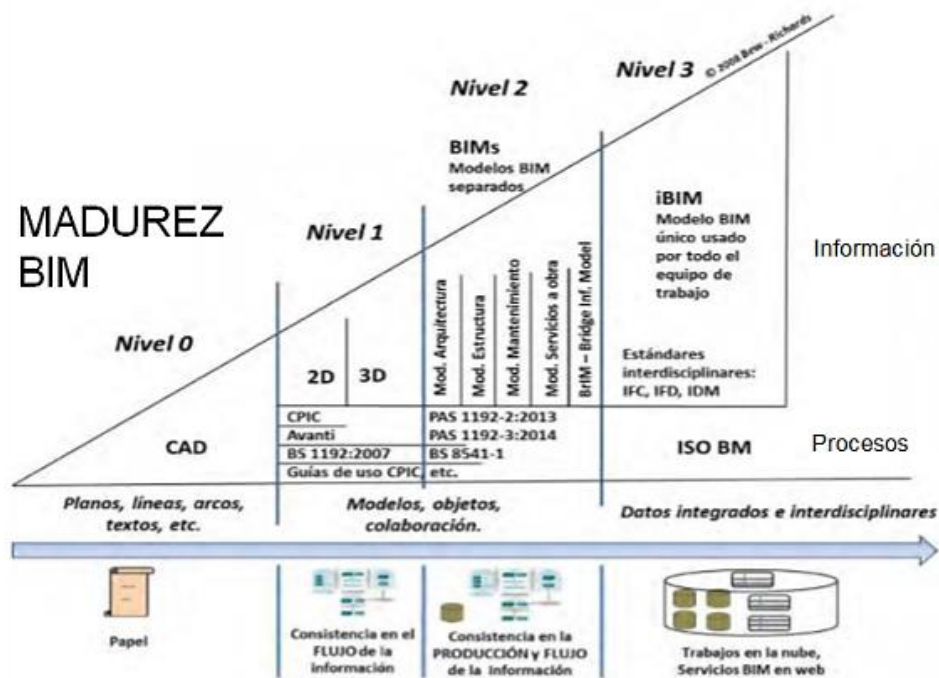 © 2008 Bew - Richards
Nivel 3
Nivel 2
BIMs
Modelos BIM
separados
iBIM
Modelo BIM
único usado
por todo el
equipo de
trabajo
Información
MADUREZ
BIM
Nivel 1
Nivel 0
2D
3D
Mod. Arquitectura
Mod. Estructura
Mod. Mantenimiento
Mod. Servicios a obra
BrIM – Bridge Inf. Model
Estándares
interdisciplinares:
IFC, IFD, IDM
CAD
CPIC
Avanti
BS 1192:2007
Guías de uso CPIC, etc.
PAS 1192-2:2013
PAS 1192-3:2014
BS 8541-1
ISO BM
Procesos
Planos, líneas, arcos,
textos, etc.
Modelos, objetos,
colaboración.
Datos integrados e interdisciplinares
Papel
Consistencia en el
FLUJO de la
información
Consistencia en la
PRODUCCIÓN y FLUJO
de la Información
Trabajos en la nube,
Servicios BIM en web